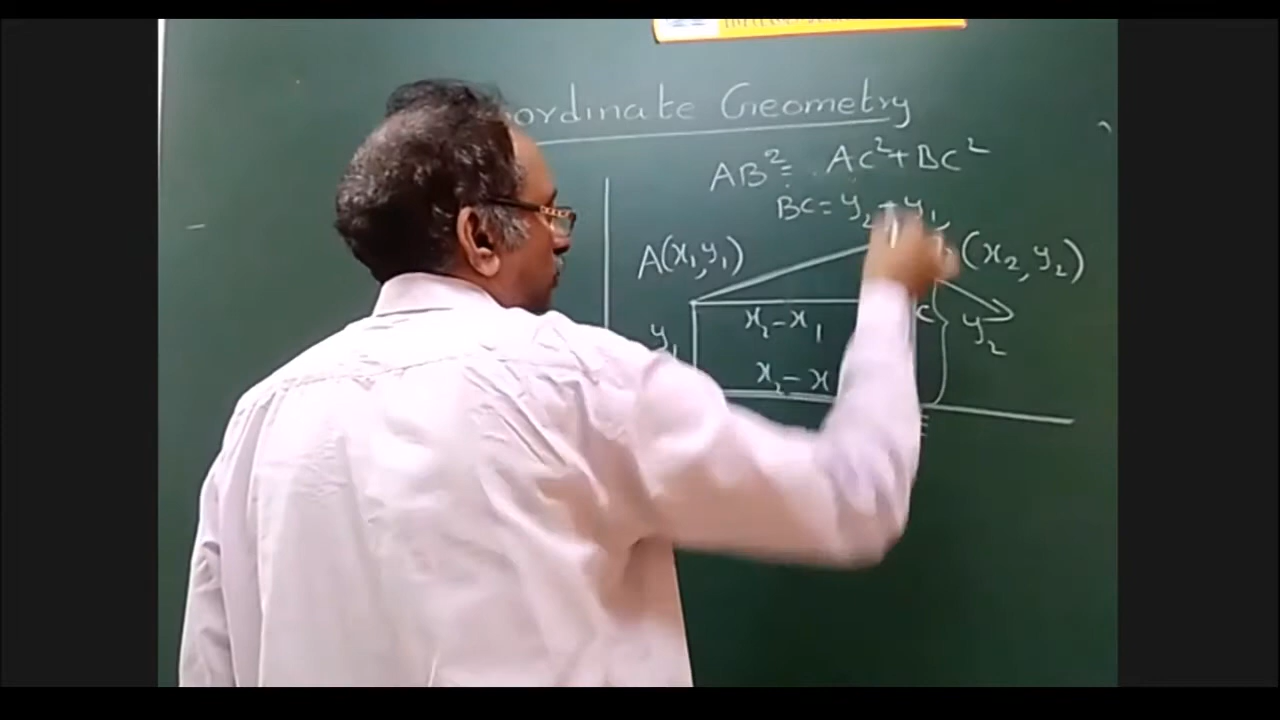 ordinate Geometry
AB² = AC² + BC²
BC = y₂ - y₁
A(x₁, y₁)
(x₂, y₂)
x₂ - x₁
C
y₂
y₁
x₂ - x